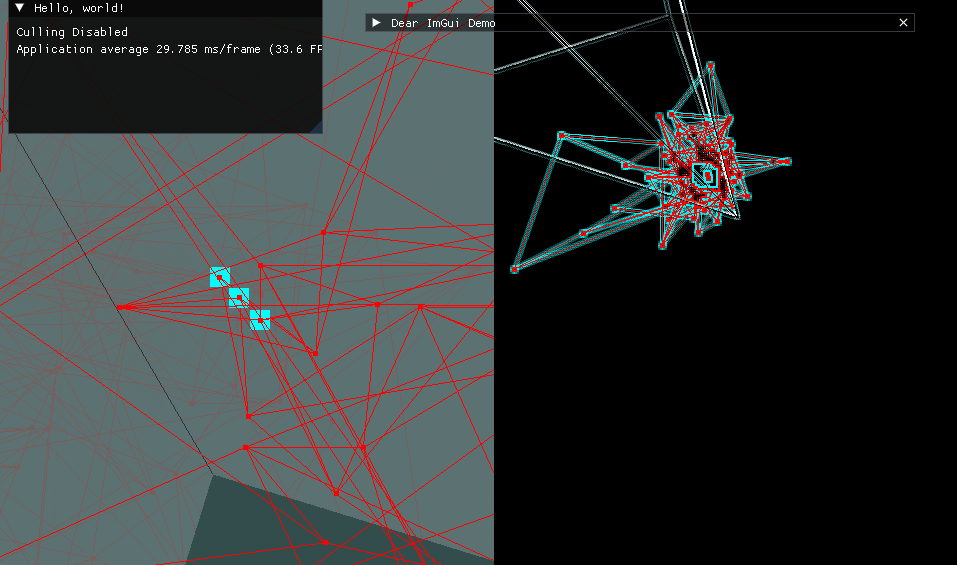 Hello, world!
Dear ImGui Demo
Culling Disabled
Application average 29.785 ms/frame (33.6 FP